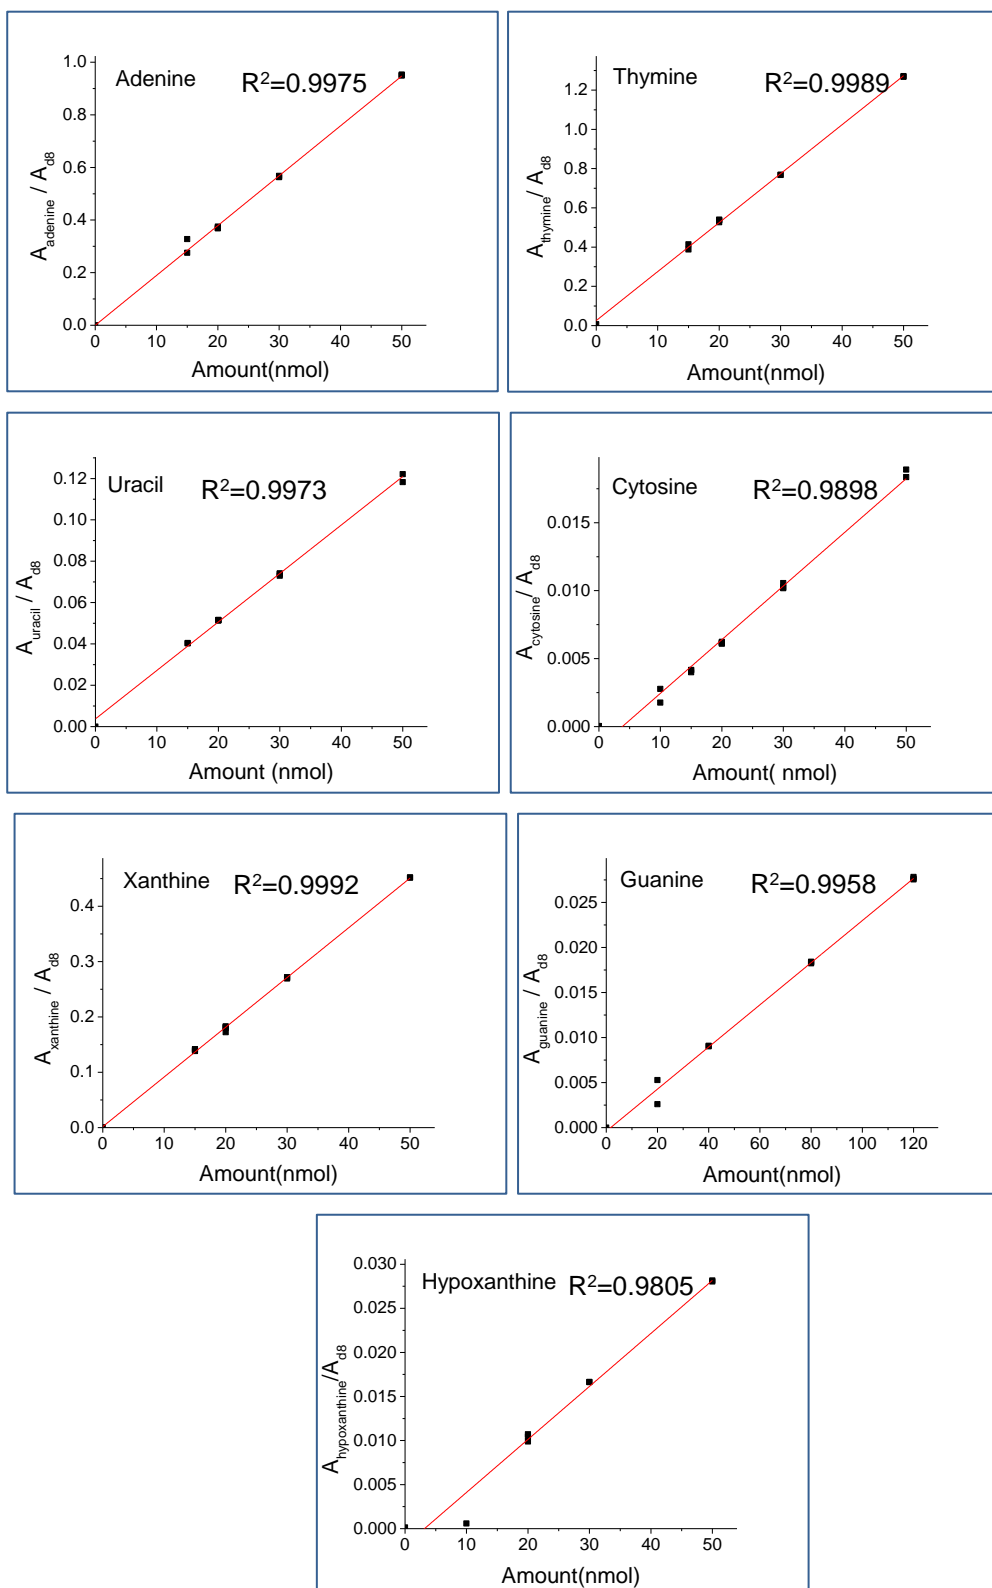 Adenine
R²=0.9975
1.0
0.8
0.6
0.4
0.2
0.0
A_adenine / A_d8
0 10 20 30 40 50
Amount(nmol)
Thymine
R²=0.9989
1.2
1.0
0.8
0.6
0.4
0.2
0.0
A_thymine / A_d8
0 10 20 30 40 50
Amount(nmol)
Uracil
R²=0.9973
0.12
0.10
0.08
0.06
0.04
0.02
0.00
A_uracil / A_d8
0 10 20 30 40 50
Amount (nmol)
Cytosine
R²=0.9898
0.015
0.010
0.005
0.000
A_cytosine/ A_d8
0 10 20 30 40 50
Amount( nmol)
Xanthine
R²=0.9992
0.4
0.3
0.2
0.1
0.0
A_xanthine / A_d8
0 10 20 30 40 50
Amount(nmol)
Guanine
R²=0.9958
0.025
0.020
0.015
0.010
0.005
0.000
A_guanine / A_d8
0 20 40 60 80 100 120
Amount(nmol)
Hypoxanthine
R²=0.9805
0.030
0.025
0.020
0.015
0.010
0.005
0.000
A_hypoxanthine/A_d8
0 10 20 30 40 50
Amount(nmol)